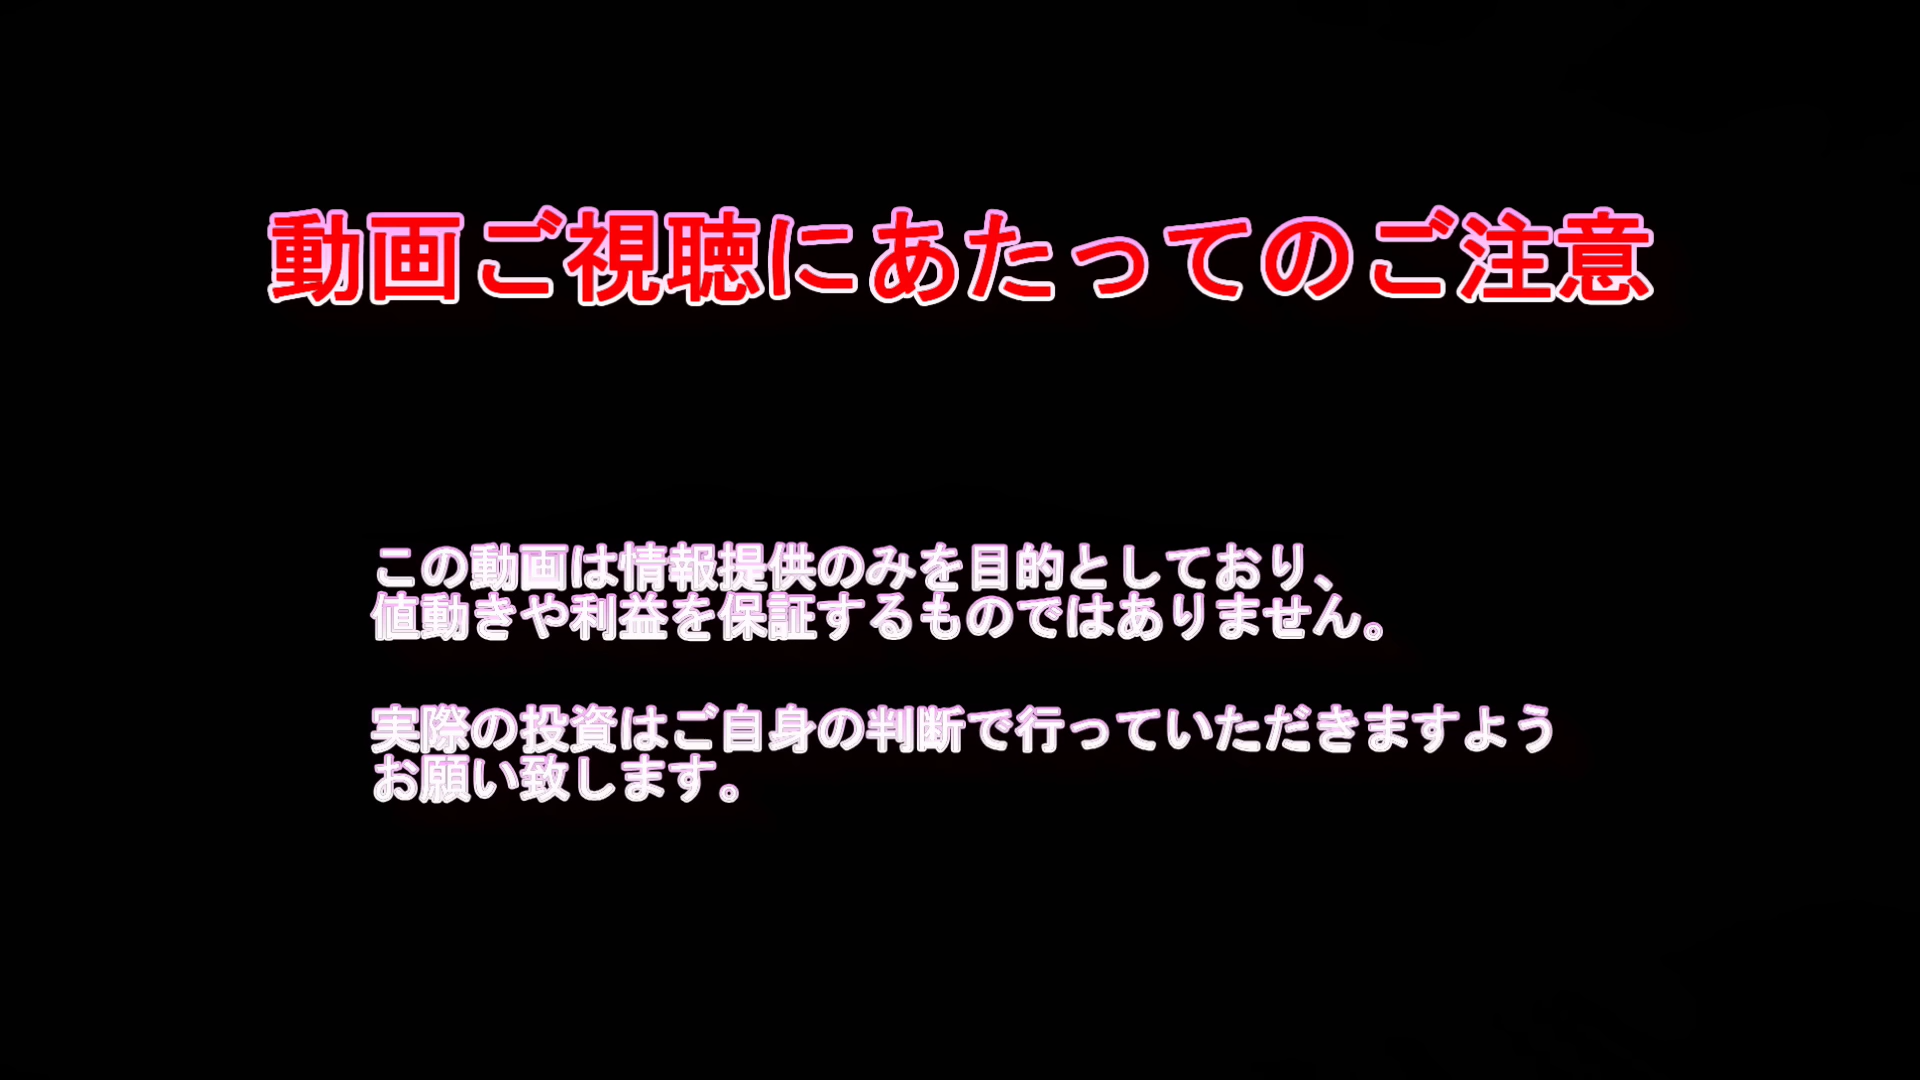 動画ご視聴にあたってのご注意
この動画は情報提供のみを目的としており、
値動きや利益を保証するものではありません。
実際の投資はご自身の判断で行っていただきますよう
お願い致します。